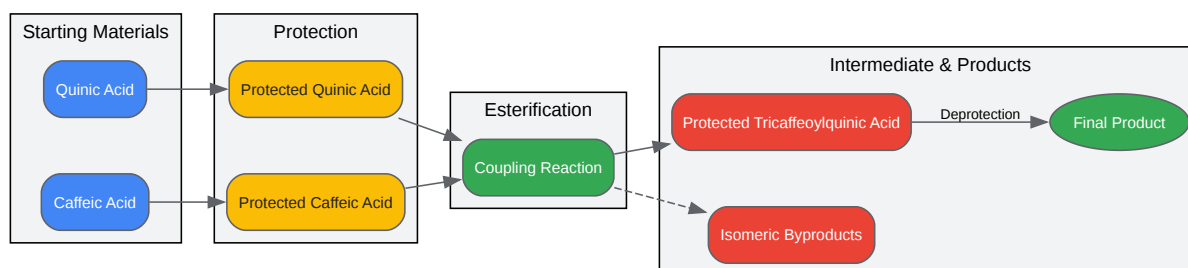 Starting Materials
Quinic Acid
Caffeic Acid
Protection
Protected Quinic Acid
Protected Caffeic Acid
Esterification
Coupling Reaction
Intermediate & Products
Protected Tricaffeoylquinic Acid
Deprotection
Final Product
Isomeric Byproducts